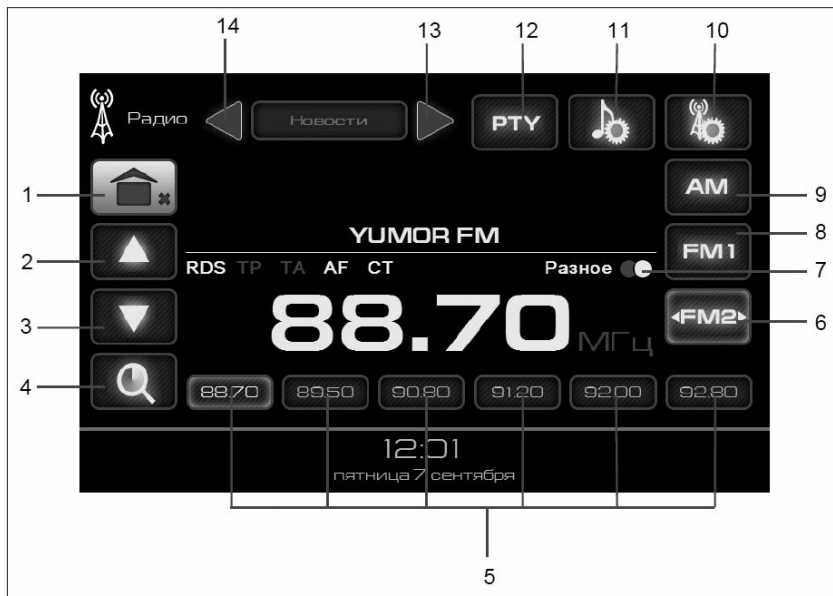 14 13 12 11 10
Радио Новости PTY
1 AM 9
YUMOR FM
2 FM1 8
RDS TP TA AF CT Разное 7
3 88.70 МГц ◂FM2▸ 6
4 88.70 89.50 90.80 91.20 92.00 92.80
12:01
пятница 7 сентября
5